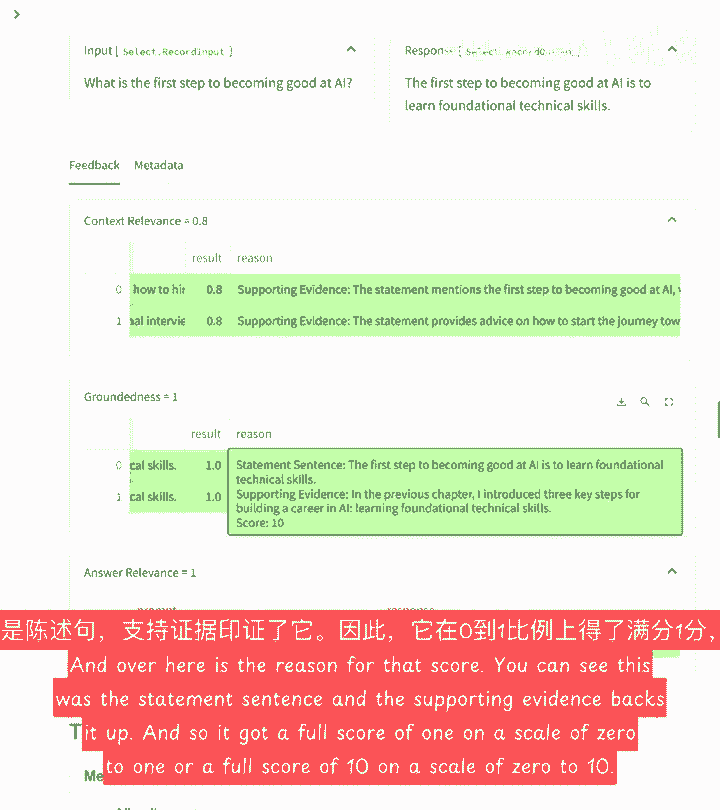 Input [ Select.RecordInput ]
What is the first step to becoming good at AI?
The first step to becoming good at AI is to
learn foundational technical skills.
Feedback Metadata
Context Relevance = 0.8
result reason
0 how to hir 0.8 Supporting Evidence: The statement mentions the first step to becoming good at AI,
1 al intervie 0.8 Supporting Evidence: The statement provides advice on how to start the journey tow
Groundedness = 1
result reason
0 cal skills. 1.0 Statement Sentence: The first step to becoming good at AI is to learn foundational
technical skills.
1 cal skills. 1.0 Supporting Evidence: In the previous chapter, I introduced three key steps for
building a career in AI: learning foundational technical skills.
Score: 10
Answer Relevance = 1
是陈述句，支持证据印证了它。因此，它在0到1比例上得了满分1分，
And over here is the reason for that score. You can see this
was the statement sentence and the supporting evidence backs
it up. And so it got a full score of one on a scale of zero
to one or a full score of 10 on a scale of zero to 10.